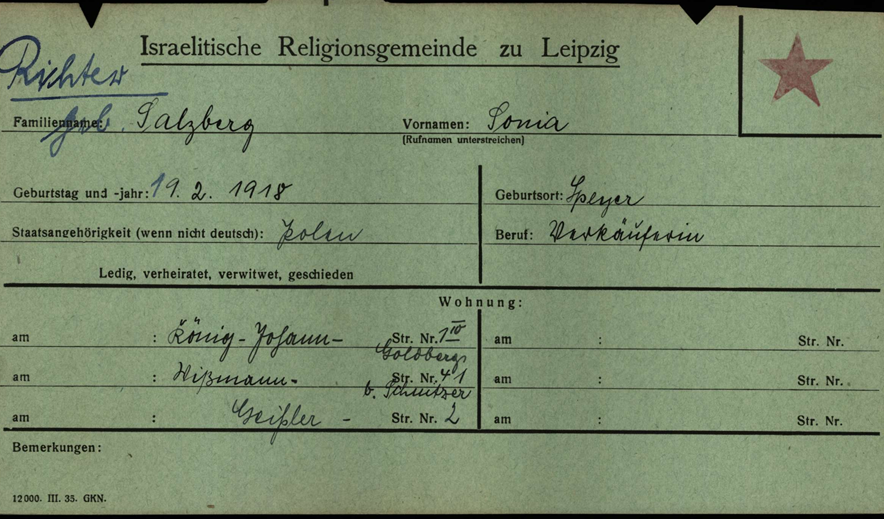 Israelitische Religionsgemeinde zu Leipzig
Richter
Familienname: geb. Salzberg Vornamen: Sonia
(Rufnamen unterstreichen)
Geburtstag und -jahr: 19. 2. 1918 Geburtsort: Speyer
Staatsangehörigkeit (wenn nicht deutsch): Polen Beruf: Verkäuferin
Ledig, verheiratet, verwitwet, geschieden
Wohnung:
am : König-Johann- Str. Nr. 1 IV am : Str. Nr.
Goldberg
am : Wißmann- Str. Nr. 41 am : Str. Nr.
b. Schnitzer
am : Geißler - Str. Nr. 2 am : Str. Nr.
Bemerkungen:
12000. III. 35. GKN.